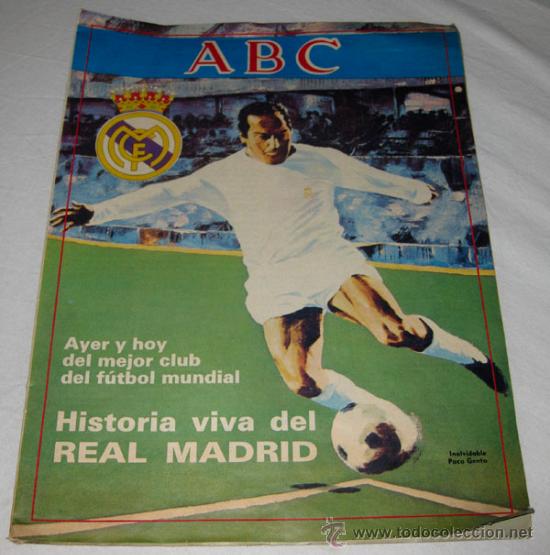 ABC
Ayer y hoy
del mejor club
del fútbol mundial
Historia viva del
REAL MADRID
Inolvidable
Paco Gento
www.todocoleccion.net